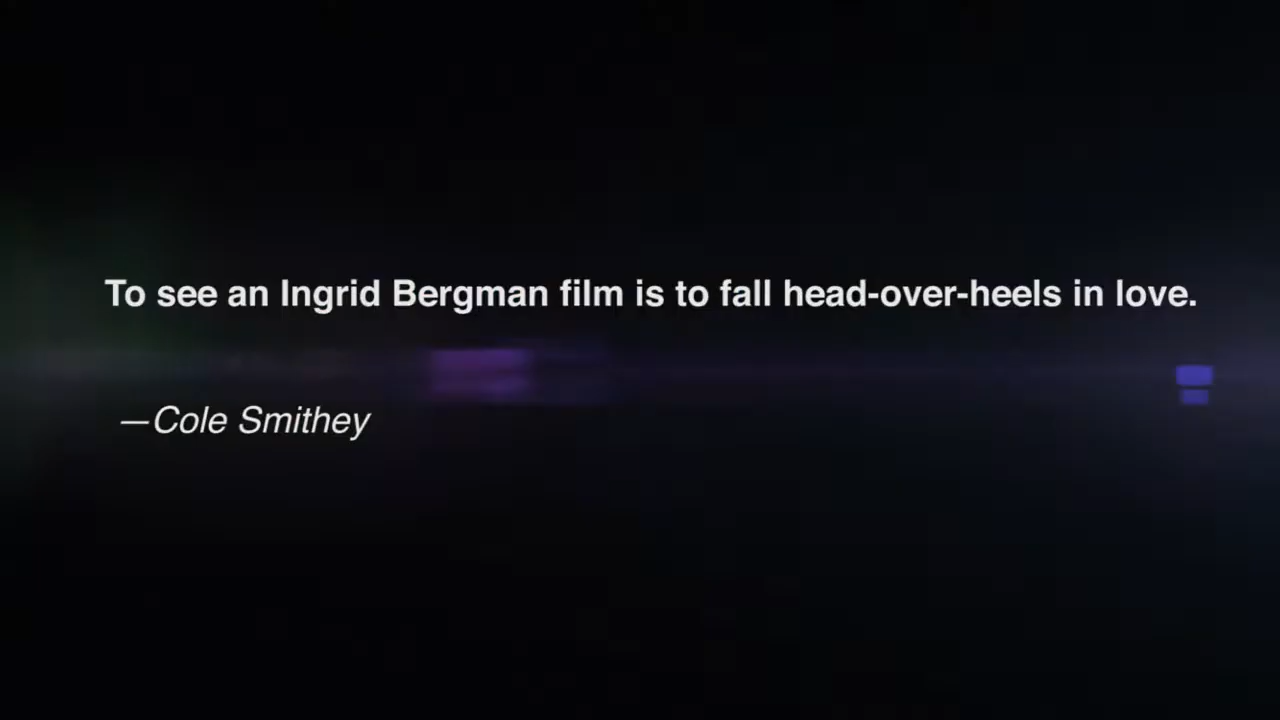 To see an Ingrid Bergman film is to fall head-over-heels in love.
—Cole Smithey